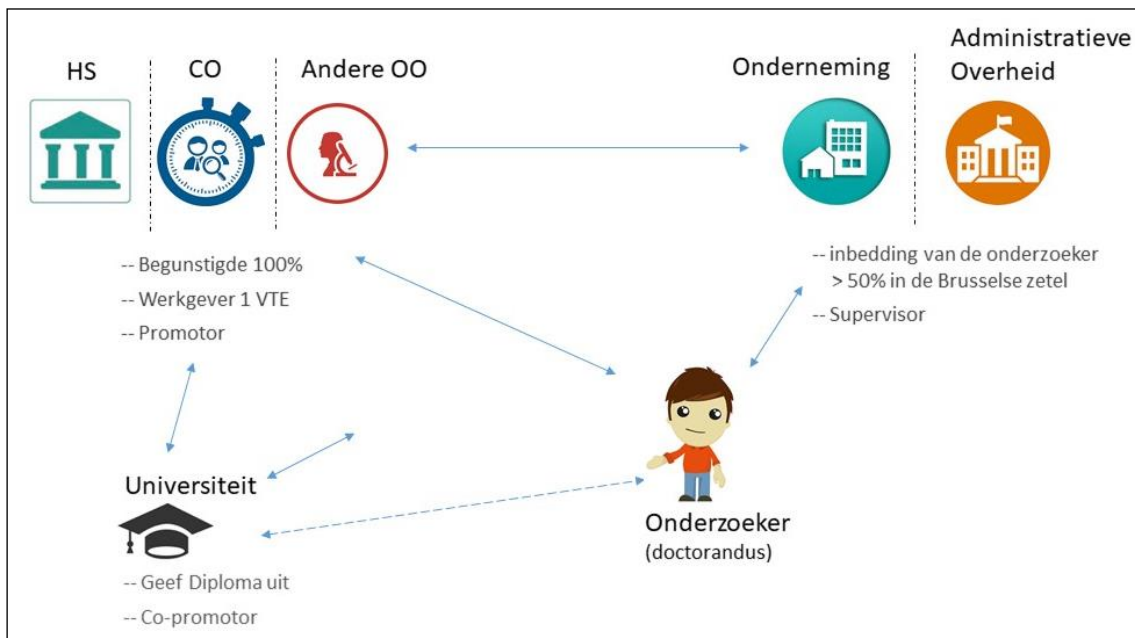 HS
CO
Andere OO
Onderneming
Administratieve
Overheid
-- Begunstigde 100%
-- Werkgever 1 VTE
-- Promotor
-- inbedding van de onderzoeker
> 50% in de Brusselse zetel
-- Supervisor
Universiteit
-- Geef Diploma uit
-- Co-promotor
Onderzoeker
(doctorandus)